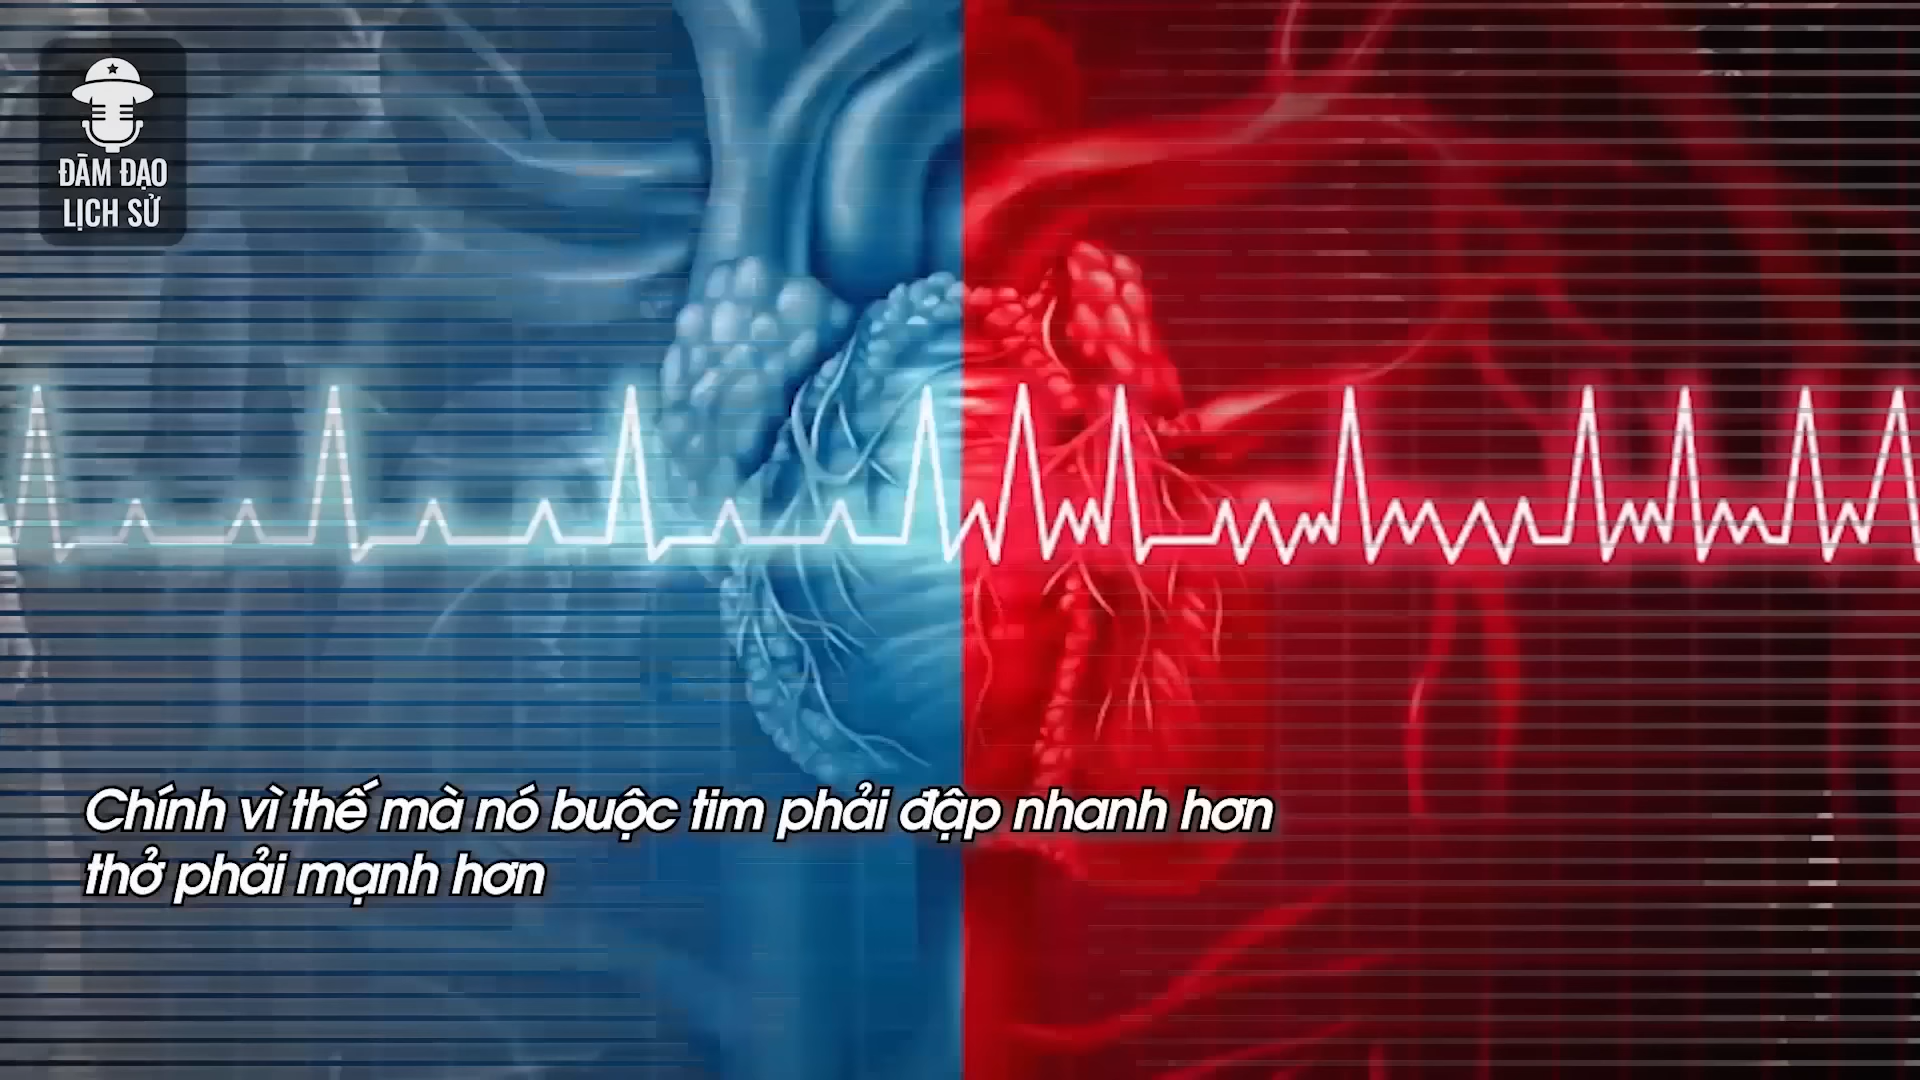 ĐÀM ĐẠO
LỊCH SỬ
Chính vì thế mà nó buộc tim phải đập nhanh hơn
thở phải mạnh hơn